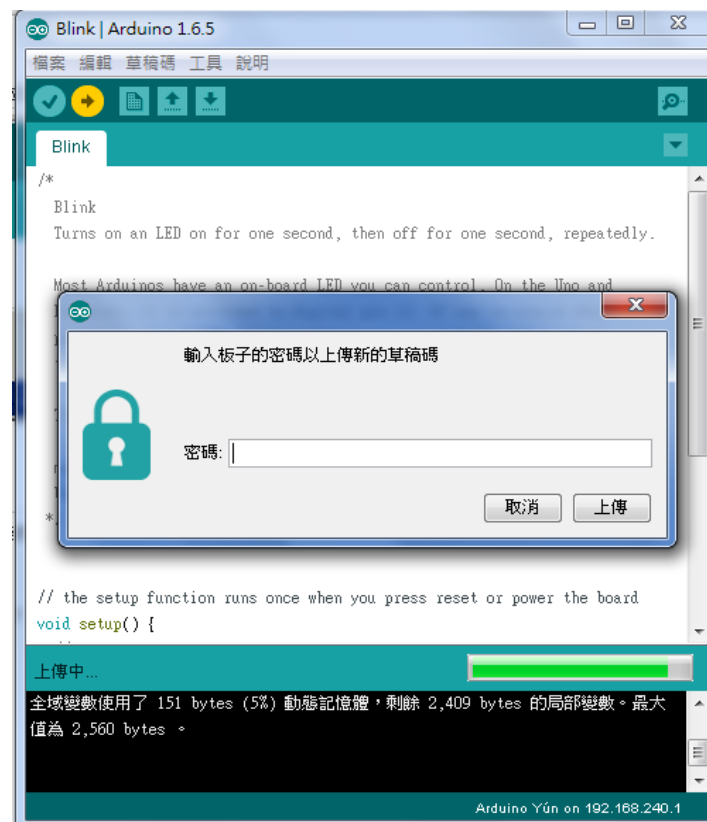 Blink | Arduino 1.6.5
檔案 編輯 草稿碼 工具 說明
Blink
/*
Blink
Turns on an LED on for one second, then off for one second, repeatedly.
Most Arduinos have an on-board LED you can control. On the Uno and
輸入板子的密碼以上傳新的草稿碼
密碼:
取消 上傳
*
// the setup function runs once when you press reset or power the board
void setup() {
上傳中...
全域變數使用了 151 bytes (5%) 動態記憶體，剩餘 2,409 bytes 的局部變數。最大
值為 2,560 bytes 。
Arduino Yún on 192.168.240.1